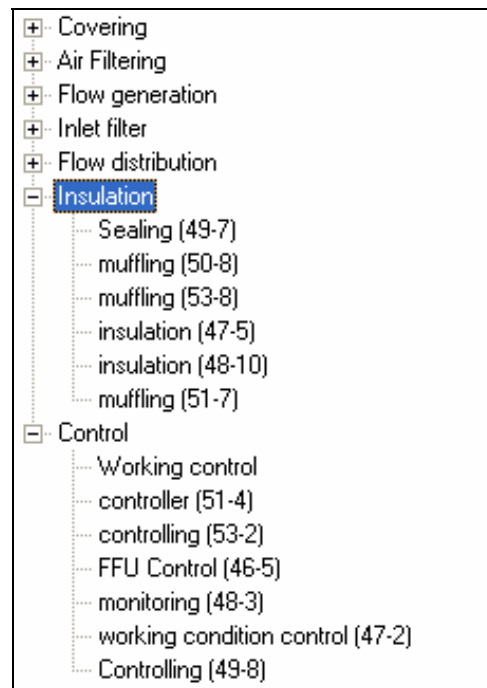 Covering
Air Filtering
Flow generation
Inlet filter
Flow distribution
Insulation
Sealing (49-7)
muffling (50-8)
muffling (53-8)
insulation (47-5)
insulation (48-10)
muffling (51-7)
Control
Working control
controller (51-4)
controlling (53-2)
FFU Control (46-5)
monitoring (48-3)
working condition control (47-2)
Controlling (49-8)